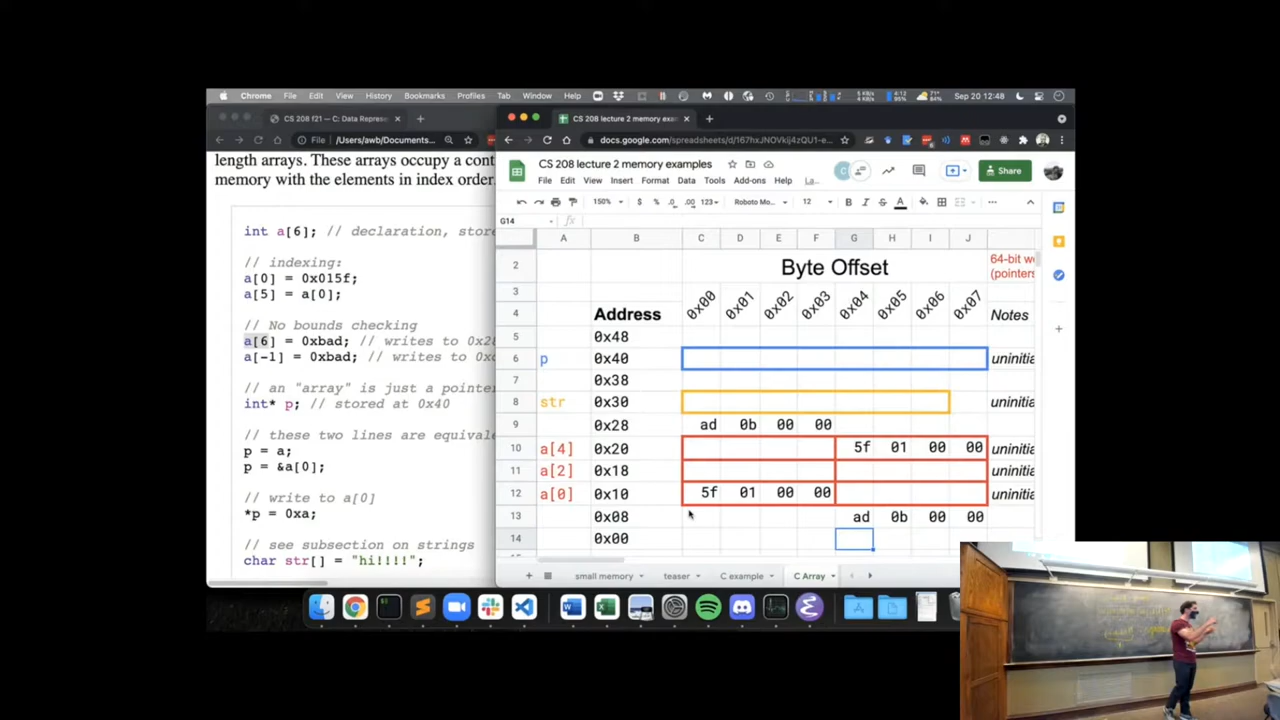 Chrome File Edit View History Bookmarks Profiles Tab Window Help
Sep 20 12:48
CS 208 f21 — C: Data Represe
File /Users/awb/Documents
length arrays. These arrays occupy a cont
memory with the elements in index order.
int a[6]; // declaration, stor
// indexing:
a[0] = 0x015f;
a[5] = a[0];
// No bounds checking
a[6] = 0xbad; // writes to 0x28
a[-1] = 0xbad; // writes to 0x
// an "array" is just a pointer
int* p; // stored at 0x40
// these two lines are equivale
p = a;
p = &a[0];
// write to a[0]
*p = 0xa;
// see subsection on strings
char str[] = "hi!!!!";
CS 208 lecture 2 memory exam
docs.google.com/spreadsheets/d/167hxJNOVkij4zQU1-e...
CS 208 lecture 2 memory examples
File Edit View Insert Format Data Tools Add-ons Help La...
Share
150% $ % .0 .00 123 Roboto Mo... 12 B I S A
G14 fx
A B C D E F G H I J
2 Byte Offset 64-bit wo
(pointers
3 0x00 0x01 0x02 0x03 0x04 0x05 0x06 0x07
4 Address Notes
5 0x48
6 p 0x40 uninitia
7 0x38
8 str 0x30 uninitia
9 0x28 ad 0b 00 00
10 a[4] 0x20 5f 01 00 00 uninitia
11 a[2] 0x18 uninitia
12 a[0] 0x10 5f 01 00 00 uninitia
13 0x08 ad 0b 00 00
14 0x00
small memory teaser C example C Array